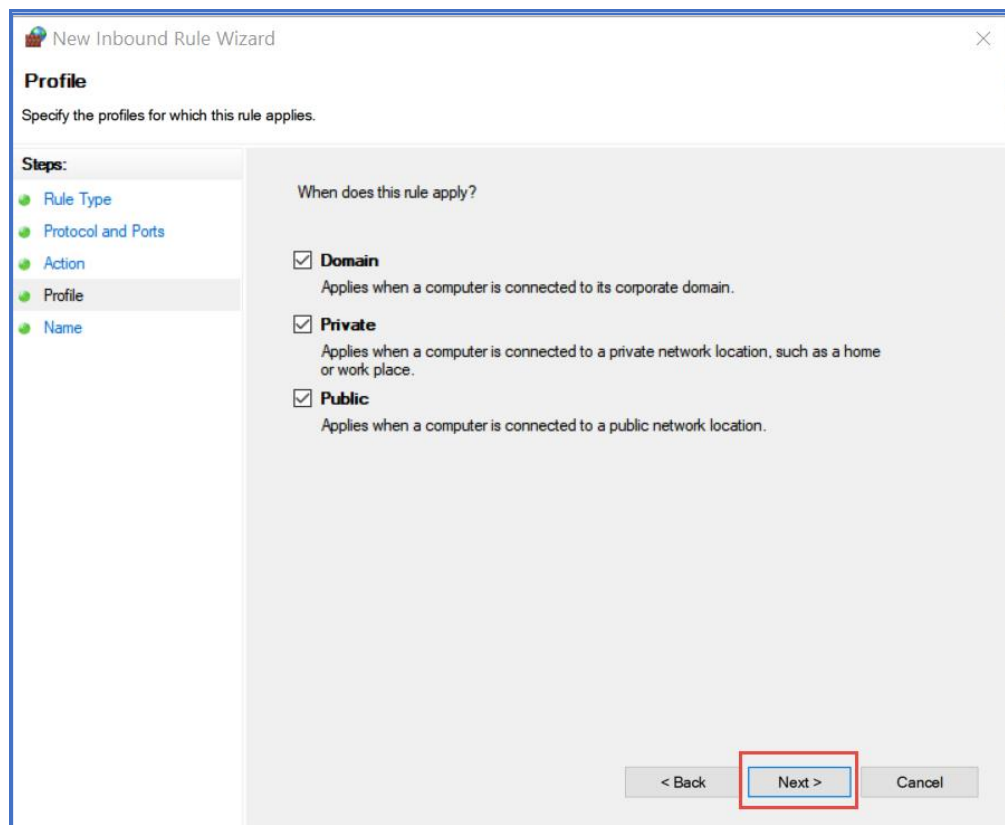 New Inbound Rule Wizard
Profile
Specify the profiles for which this rule applies.
Steps:
Rule Type
Protocol and Ports
Action
Profile
Name
When does this rule apply?
Domain
Applies when a computer is connected to its corporate domain.
Private
Applies when a computer is connected to a private network location, such as a home
or work place.
Public
Applies when a computer is connected to a public network location.
< Back
Next >
Cancel